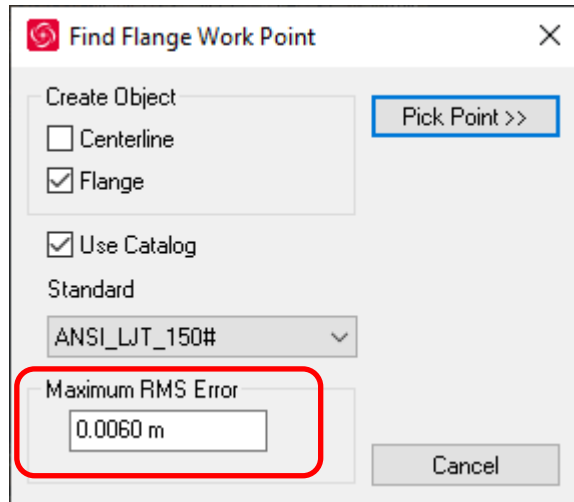 Find Flange Work Point
Create Object
Centerline
Flange
Pick Point >>
Use Catalog
Standard
ANSI_LJT_150#
Maximum RMS Error
0.0060 m
Cancel